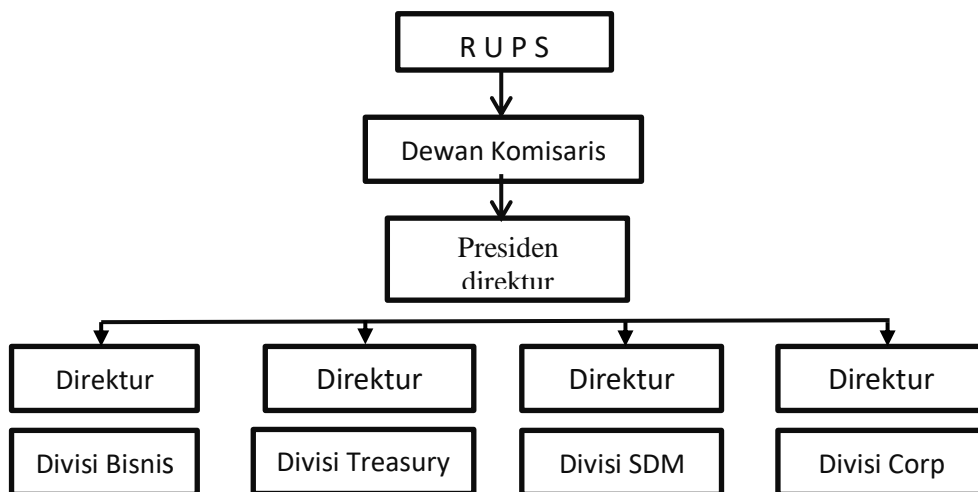 R U P S
Dewan Komisaris
Presiden
direktur
Direktur
Direktur
Direktur
Direktur
Divisi Bisnis
Divisi Treasury
Divisi SDM
Divisi Corp